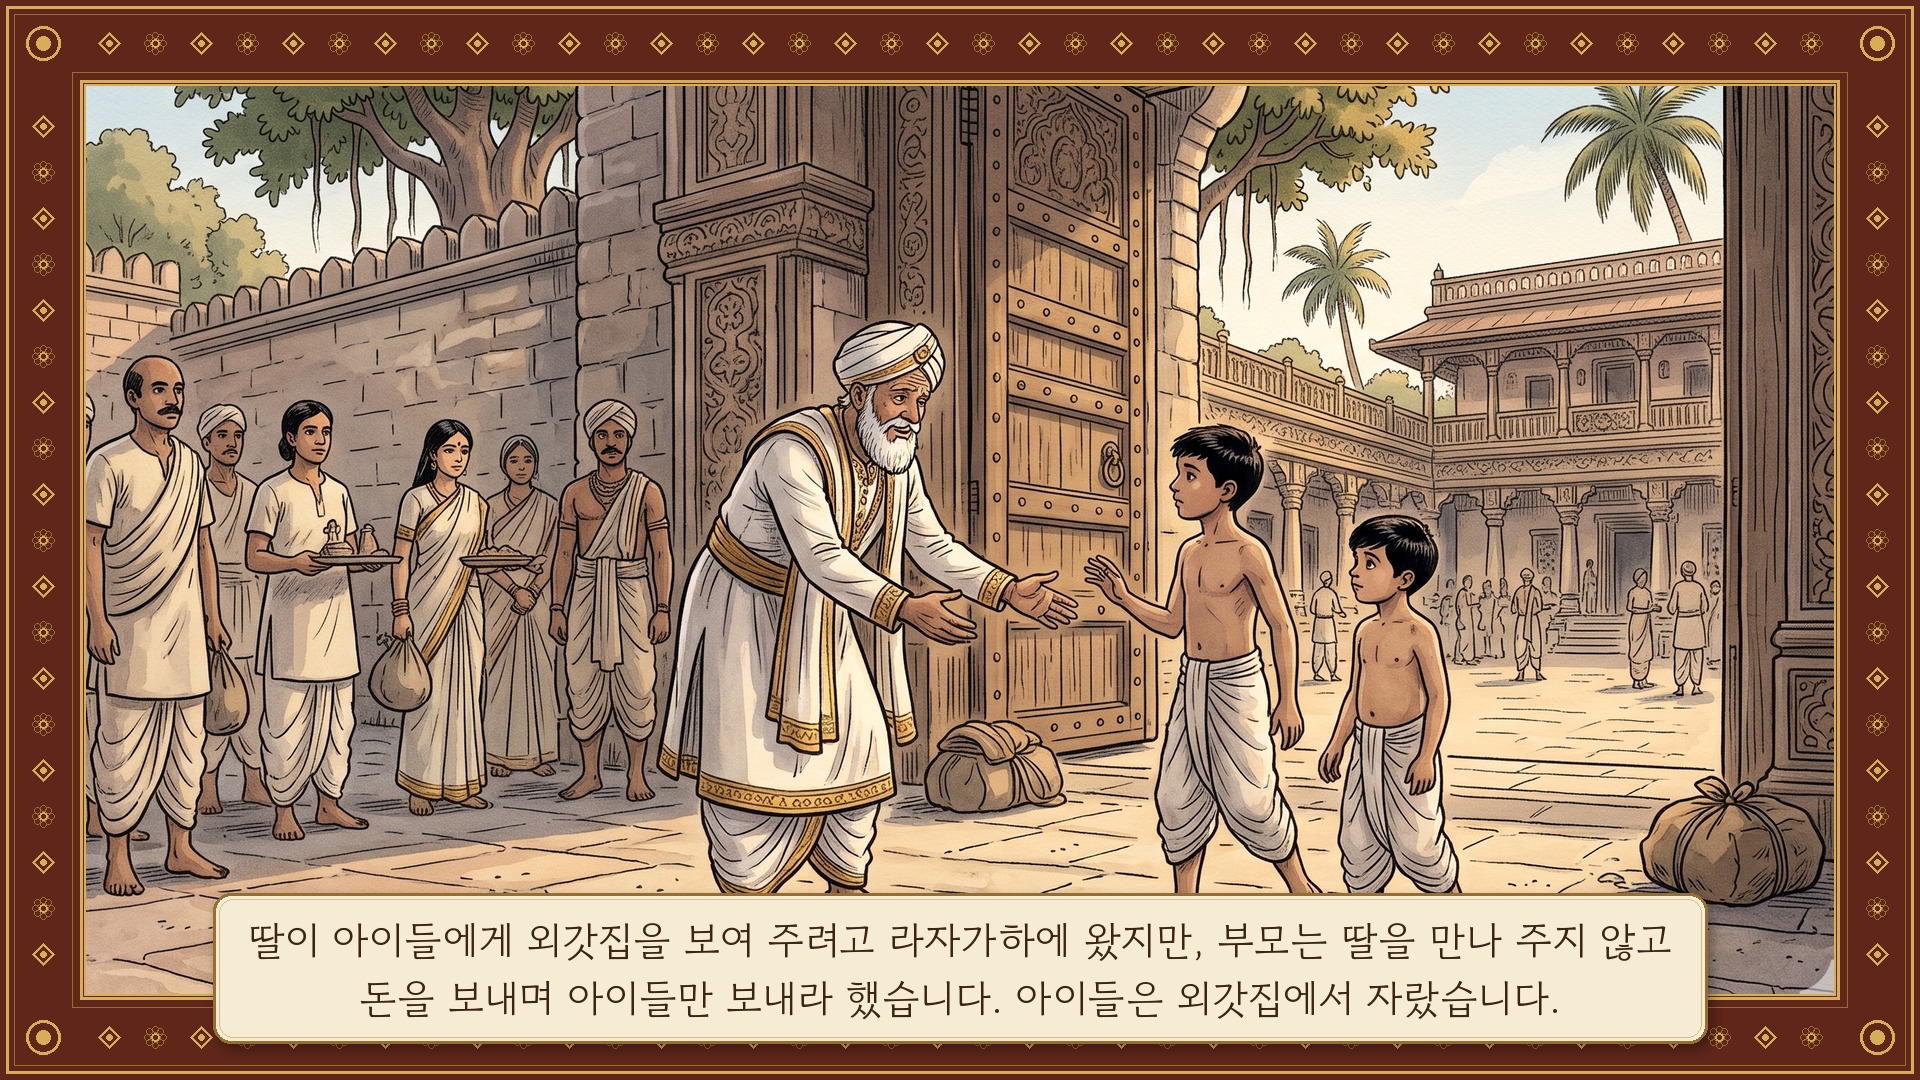 딸이 아이들에게 외갓집을 보여 주려고 라자가하에 왔지만, 부모는 딸을 만나 주지 않고
돈을 보내며 아이들만 보내라 했습니다. 아이들은 외갓집에서 자랐습니다.